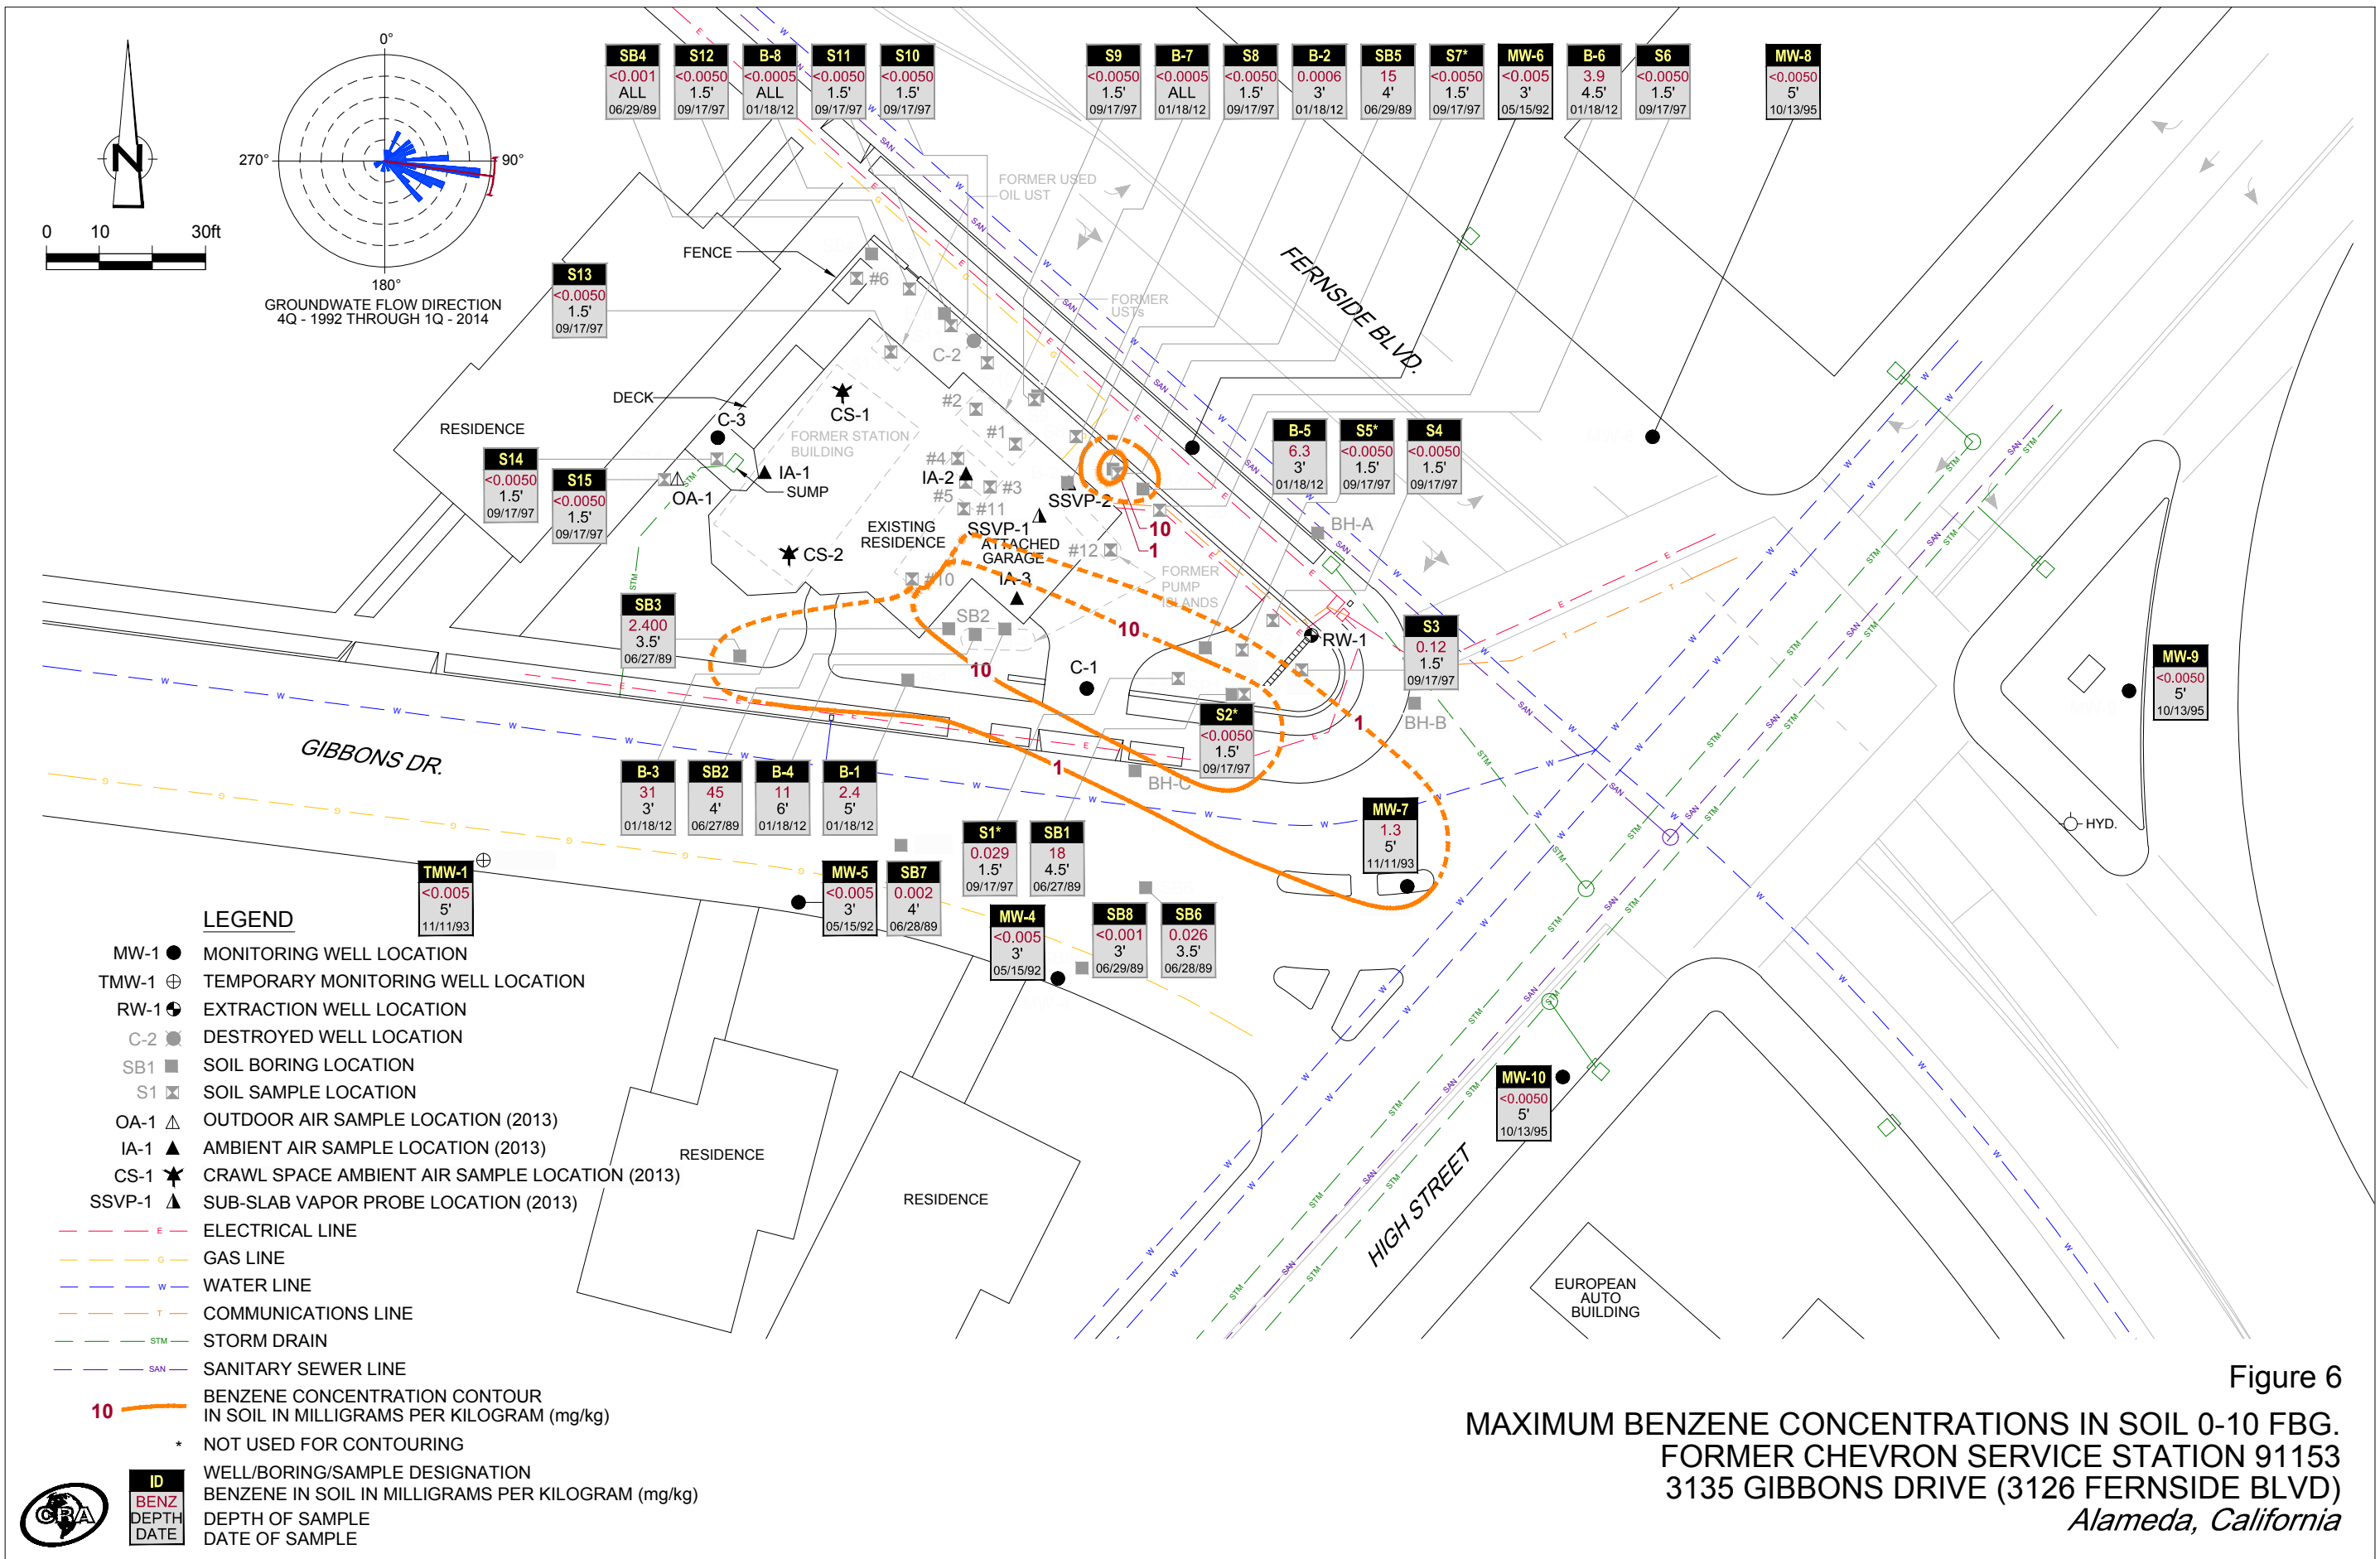 0°
90°
180°
270°
GROUNDWATE FLOW DIRECTION
4Q - 1992 THROUGH 1Q - 2014
N
0 10 30ft
SB4
<0.001
ALL
06/29/89
S12
<0.0050
1.5'
09/17/97
B-8
<0.0005
ALL
01/18/12
S11
<0.0050
1.5'
09/17/97
S10
<0.0050
1.5'
09/17/97
S9
<0.0050
1.5'
09/17/97
B-7
<0.0005
ALL
01/18/12
S8
<0.0050
1.5'
09/17/97
B-2
0.0006
3'
01/18/12
SB5
15
4'
06/29/89
S7*
<0.0050
1.5'
09/17/97
MW-6
<0.005
3'
05/15/92
B-6
3.9
4.5'
01/18/12
S6
<0.0050
1.5'
09/17/97
MW-8
<0.0050
5'
10/13/95
FORMER USED
OIL UST
FENCE
#6
S13
<0.0050
1.5'
09/17/97
FORMER
USTs
FERNSIDE BLVD.
C-2
DECK
C-3
CS-1
#2
#1
RESIDENCE
FORMER STATION
BUILDING
S14
<0.0050
1.5'
09/17/97
S15
<0.0050
1.5'
09/17/97
OA-1
IA-1
SUMP
#4
IA-2
#5
#3
#11
SSVP-2
SSVP-1
10
1
B-5
6.3
3'
01/18/12
S5*
<0.0050
1.5'
09/17/97
S4
<0.0050
1.5'
09/17/97
BH-A
EXISTING
RESIDENCE
ATTACHED
GARAGE
#12
CS-2
#10
IA-3
FORMER
PUMP
ISLANDS
SB3
2.400
3.5'
06/27/89
SB2
10
10
RW-1
S3
0.12
1.5'
09/17/97
C-1
MW-9
<0.0050
5'
10/13/95
BH-B
1
S2*
<0.0050
1.5'
09/17/97
GIBBONS DR.
1
BH-C
B-3
31
3'
01/18/12
SB2
45
4'
06/27/89
B-4
11
6'
01/18/12
B-1
2.4
5'
01/18/12
S1*
0.029
1.5'
09/17/97
SB1
18
4.5'
06/27/89
MW-7
1.3
5'
11/11/93
HYD.
TMW-1
<0.005
5'
11/11/93
MW-5
<0.005
3'
05/15/92
SB7
0.002
4'
06/28/89
MW-4
<0.005
3'
05/15/92
SB8
<0.001
3'
06/29/89
SB6
0.026
3.5'
06/28/89
MW-10
<0.0050
5'
10/13/95
RESIDENCE
RESIDENCE
HIGH STREET
EUROPEAN
AUTO
BUILDING
LEGEND
MW-1 MONITORING WELL LOCATION
TMW-1 TEMPORARY MONITORING WELL LOCATION
RW-1 EXTRACTION WELL LOCATION
C-2 DESTROYED WELL LOCATION
SB1 SOIL BORING LOCATION
S1 SOIL SAMPLE LOCATION
OA-1 OUTDOOR AIR SAMPLE LOCATION (2013)
IA-1 AMBIENT AIR SAMPLE LOCATION (2013)
CS-1 CRAWL SPACE AMBIENT AIR SAMPLE LOCATION (2013)
SSVP-1 SUB-SLAB VAPOR PROBE LOCATION (2013)
E ELECTRICAL LINE
G GAS LINE
W WATER LINE
T COMMUNICATIONS LINE
STM STORM DRAIN
SAN SANITARY SEWER LINE
10 BENZENE CONCENTRATION CONTOUR
IN SOIL IN MILLIGRAMS PER KILOGRAM (mg/kg)
* NOT USED FOR CONTOURING
ID WELL/BORING/SAMPLE DESIGNATION
BENZ BENZENE IN SOIL IN MILLIGRAMS PER KILOGRAM (mg/kg)
DEPTH DEPTH OF SAMPLE
DATE DATE OF SAMPLE
CRA
Figure 6
MAXIMUM BENZENE CONCENTRATIONS IN SOIL 0-10 FBG.
FORMER CHEVRON SERVICE STATION 91153
3135 GIBBONS DRIVE (3126 FERNSIDE BLVD)
Alameda, California